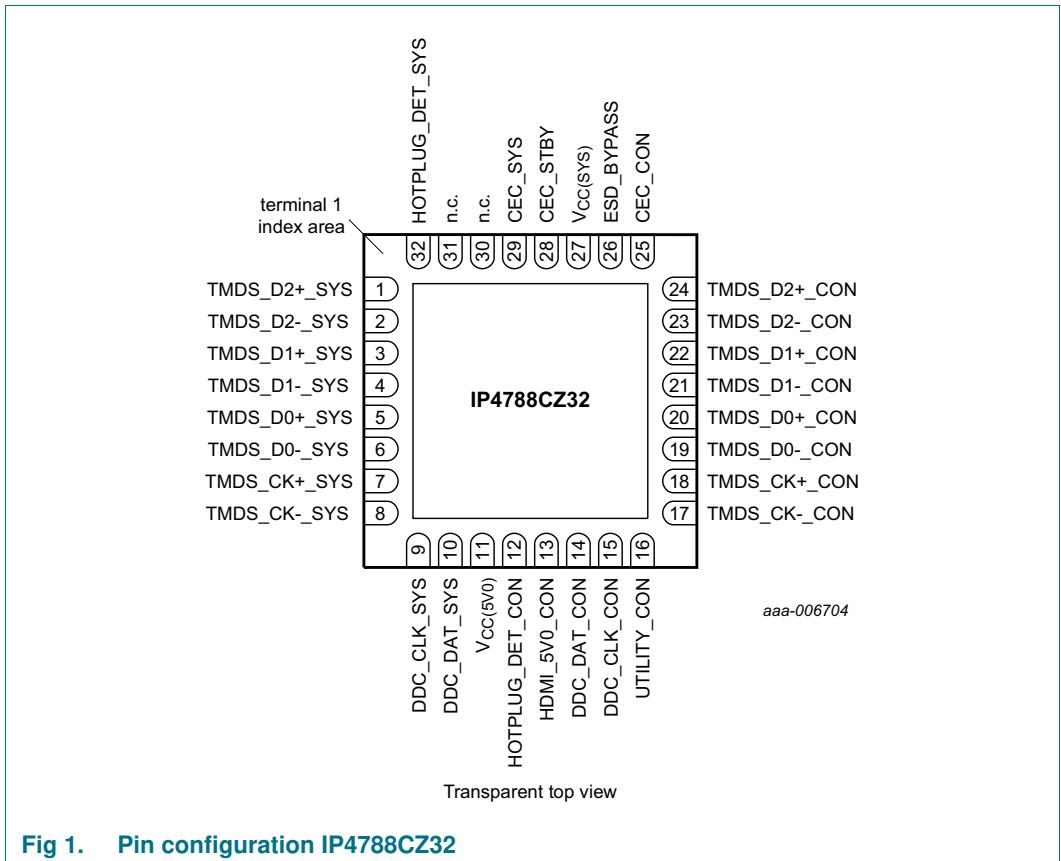 HOTPLUG_DET_SYS
n.c.
n.c.
CEC_SYS
CEC_STBY
VCC(SYS)
ESD_BYPASS
CEC_CON
terminal 1
index area
32 31 30 29 28 27 26 25
TMDS_D2+_SYS 1
TMDS_D2-_SYS 2
TMDS_D1+_SYS 3
TMDS_D1-_SYS 4
TMDS_D0+_SYS 5
TMDS_D0-_SYS 6
TMDS_CK+_SYS 7
TMDS_CK-_SYS 8
IP4788CZ32
24 TMDS_D2+_CON
23 TMDS_D2-_CON
22 TMDS_D1+_CON
21 TMDS_D1-_CON
20 TMDS_D0+_CON
19 TMDS_D0-_CON
18 TMDS_CK+_CON
17 TMDS_CK-_CON
9 10 11 12 13 14 15 16
DDC_CLK_SYS
DDC_DAT_SYS
VCC(5V0)
HOTPLUG_DET_CON
HDMI_5V0_CON
DDC_DAT_CON
DDC_CLK_CON
UTILITY_CON
aaa-006704
Transparent top view
Fig 1. Pin configuration IP4788CZ32